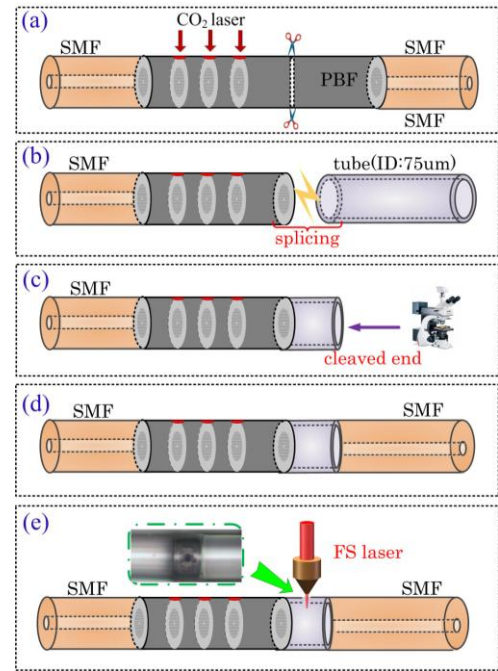 (a)
CO2 laser
SMF
SMF
PBF
SMF
(b)
SMF
tube(ID:75um)
splicing
(c)
SMF
cleaved end
(d)
SMF
SMF
(e)
FS laser
SMF
SMF